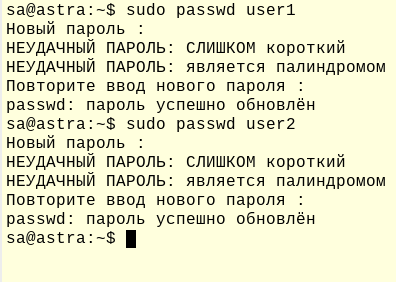 sa@astra:~$ sudo passwd user1
Новый пароль :
НЕУДАЧНЫЙ ПАРОЛЬ: СЛИШКОМ короткий
НЕУДАЧНЫЙ ПАРОЛЬ: является палиндромом
Повторите ввод нового пароля :
passwd: пароль успешно обновлён
sa@astra:~$ sudo passwd user2
Новый пароль :
НЕУДАЧНЫЙ ПАРОЛЬ: СЛИШКОМ короткий
НЕУДАЧНЫЙ ПАРОЛЬ: является палиндромом
Повторите ввод нового пароля :
passwd: пароль успешно обновлён
sa@astra:~$